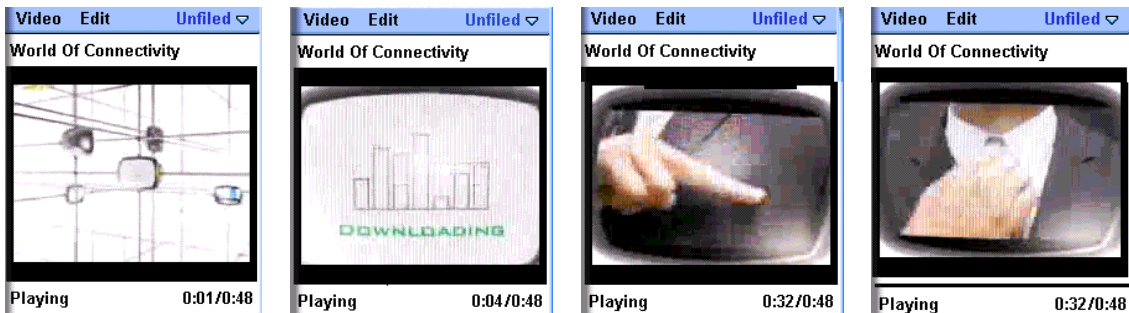 Video Edit Unfiled
World Of Connectivity
Playing 0:01/0:48
Video Edit Unfiled
World Of Connectivity
DOWNLOADING
Playing 0:04/0:48
Video Edit Unfiled
World Of Connectivity
Playing 0:32/0:48
Video Edit Unfiled
World Of Connectivity
Playing 0:32/0:48